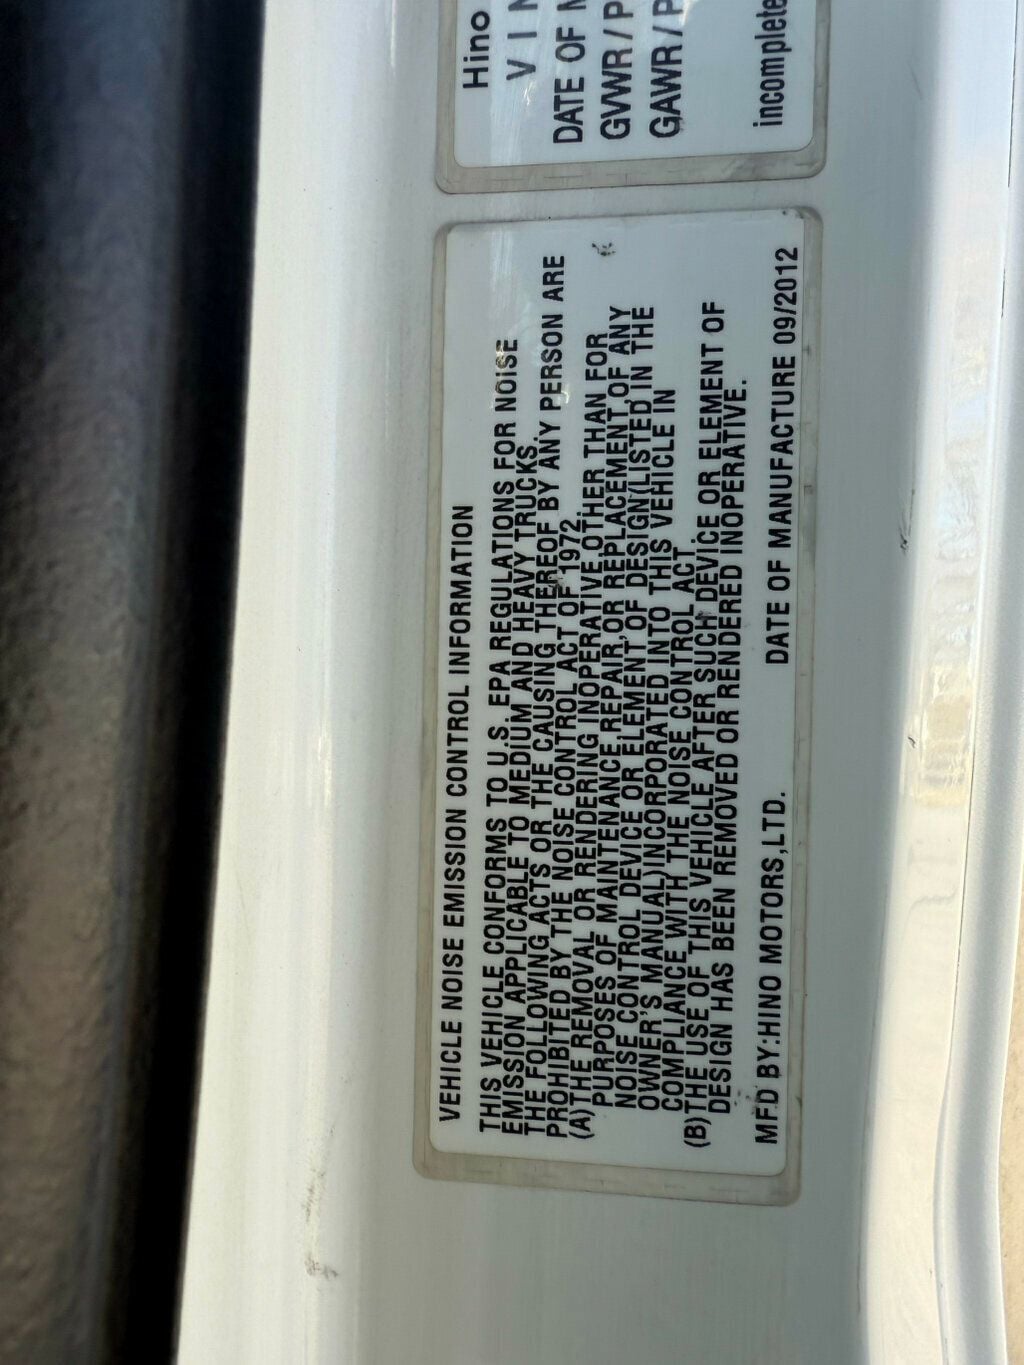 VEHICLE NOISE EMISSION CONTROL INFORMATION
THIS VEHICLE CONFORMS TO U.S. EPA REGULATIONS FOR NOISE
EMISSION APPLICABLE TO MEDIUM AND HEAVY TRUCKS.
THE FOLLOWING ACTS OR THE CAUSING THEREOF BY ANY PERSON ARE
PROHIBITED BY THE NOISE CONTROL ACT OF 1972.
(A)THE REMOVAL OR RENDERING INOPERATIVE,OTHER THAN FOR
PURPOSES OF MAINTENANCE,REPAIR,OR REPLACEMENT,OF ANY
NOISE CONTROL DEVICE OR ELEMENT OF DESIGN(LISTED IN THE
OWNER'S MANUAL)INCORPORATED INTO THIS VEHICLE IN
COMPLIANCE WITH THE NOISE CONTROL ACT.
(B)THE USE OF THIS VEHICLE AFTER SUCH DEVICE OR ELEMENT OF
DESIGN HAS BEEN REMOVED OR RENDERED INOPERATIVE.
MFD BY:HINO MOTORS,LTD. DATE OF MANUFACTURE 09/2012
Hino
VIN
DATE OF M
GVWR/P
GAWR/P
incomplete